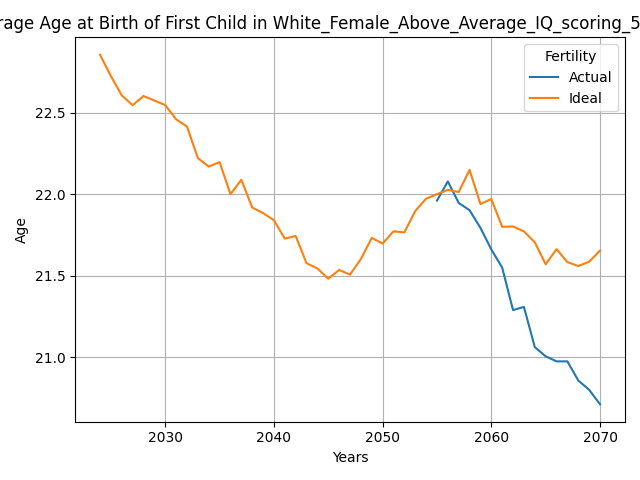 rage Age at Birth of First Child in White_Female_Above_Average_IQ_scoring_5
Fertility
Actual
Ideal
22.5
22.0
21.5
21.0
Age
2030 2040 2050 2060 2070
Years